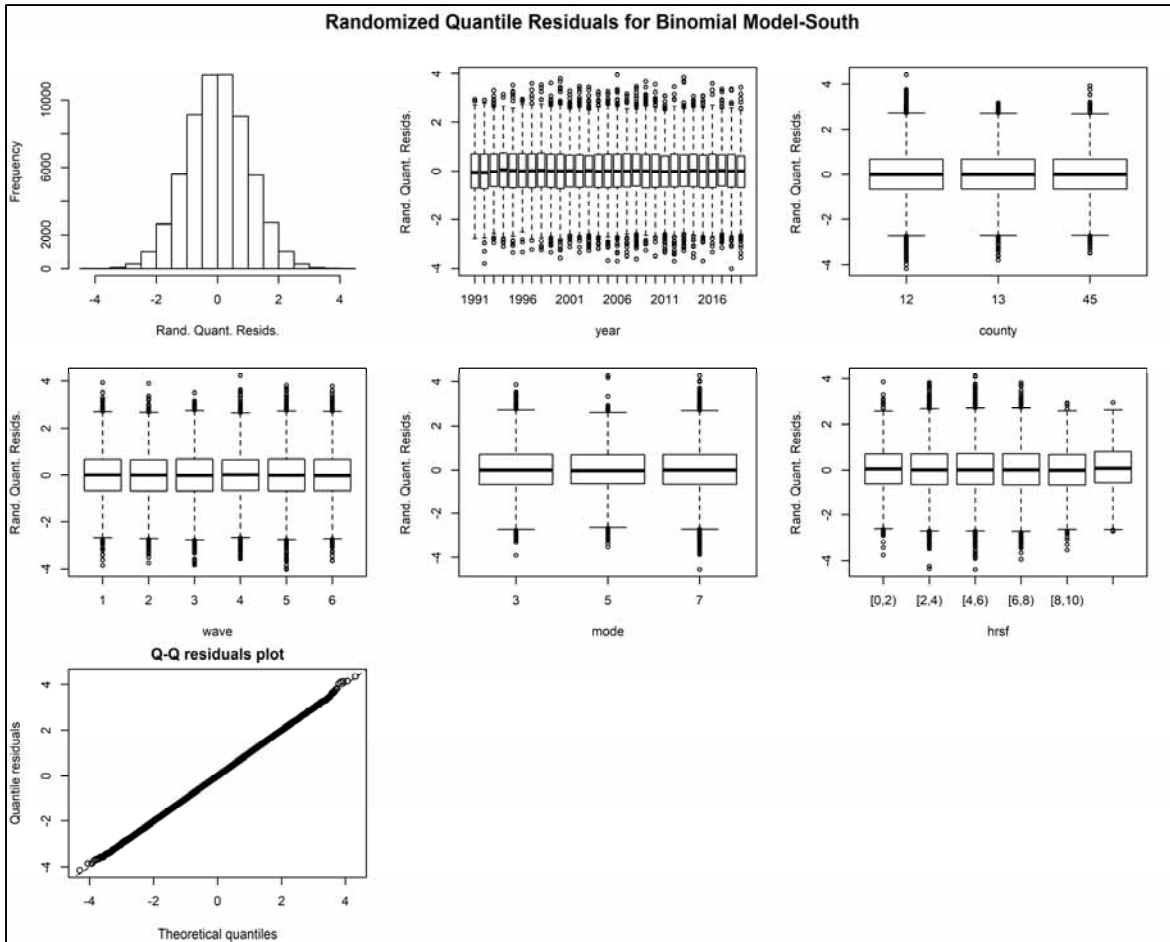 Randomized Quantile Residuals for Binomial Model-South
Frequency
0 2000 6000 10000
-4 -2 0 2 4
Rand. Quant. Resids.
Rand. Quant. Resids.
-4 -2 0 2 4
1991 1996 2001 2006 2011 2016
year
Rand. Quant. Resids.
-4 -2 0 2 4
12 13 45
county
Rand. Quant. Resids.
-4 -2 0 2 4
1 2 3 4 5 6
wave
Rand. Quant. Resids.
-4 -2 0 2 4
3 5 7
mode
Rand. Quant. Resids.
-4 -2 0 2 4
[0,2) [2,4) [4,6) [6,8) [8,10)
hrsf
Q-Q residuals plot
Quantile residuals
-4 -2 0 2 4
-4 -2 0 2 4
Theoretical quantiles